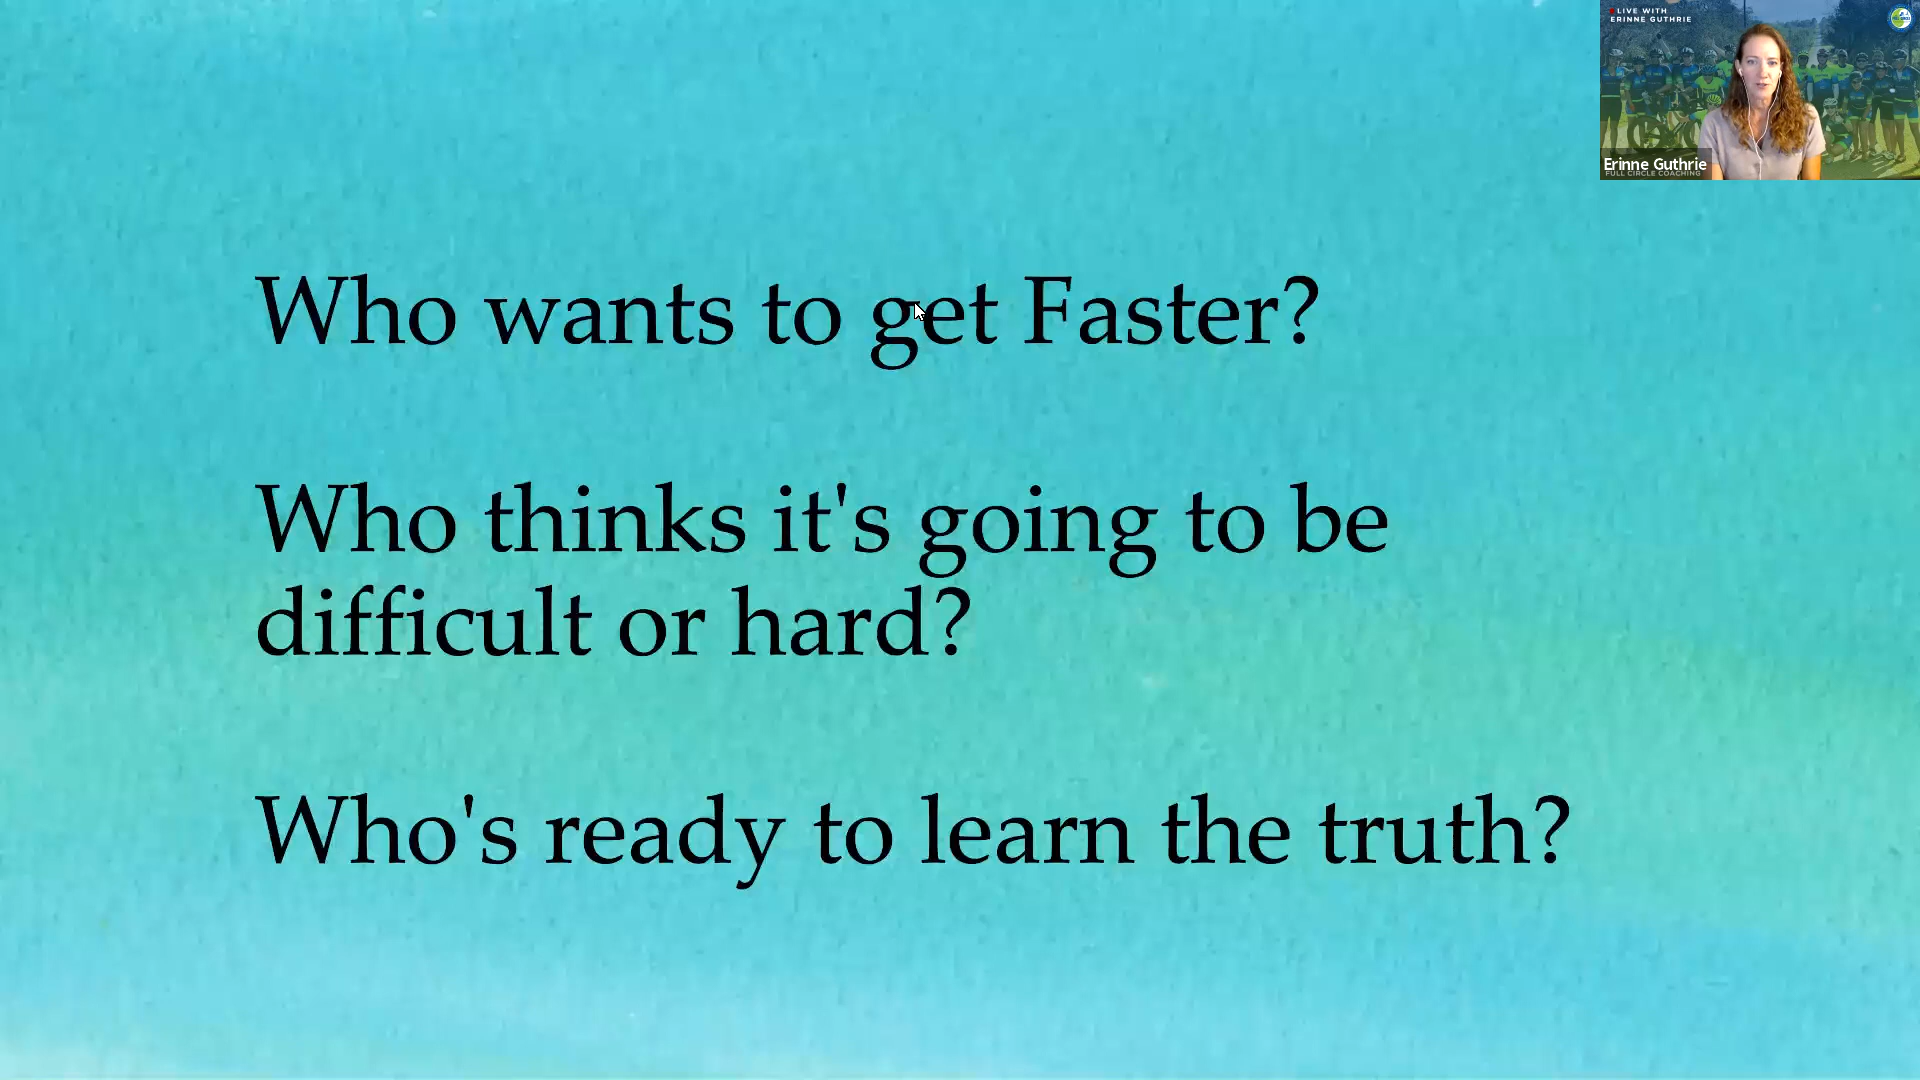 LIVE WITH
ERINNE GUTHRIE
Erinne Guthrie
FULL CIRCLE COACHING
Who wants to get Faster?
Who thinks it's going to be
difficult or hard?
Who's ready to learn the truth?